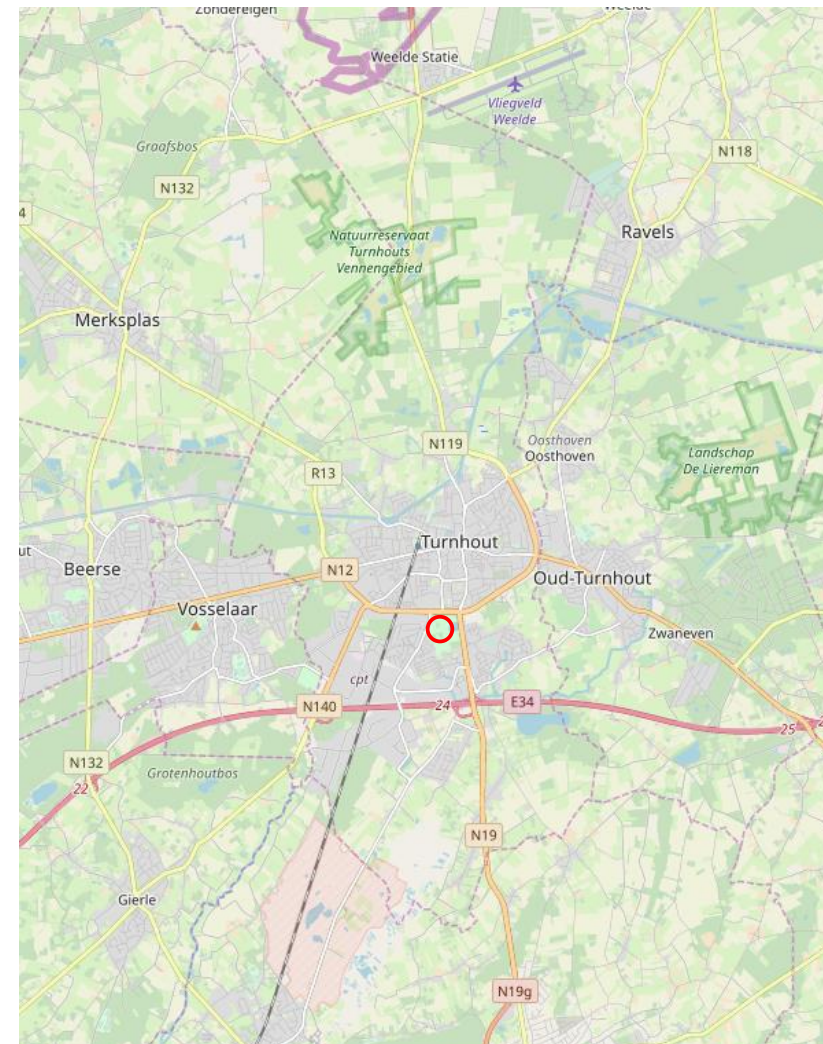 Zondereigen
Weelde Statie
Vliegveld
Weelde
Graafsbos
N118
N132
4
Ravels
Natuurreservaat
Turnhouts
Vennengebied
Merksplas
N119
Oosthoven
Oosthoven
Landschap
De Liereman
R13
Turnhout
ut
Beerse
N12
Oud-Turnhout
Vosselaar
Zwaneven
cpt
N140
24
E34
25
N132
Grotenhoutbos
22
N19
Gierle
N19g